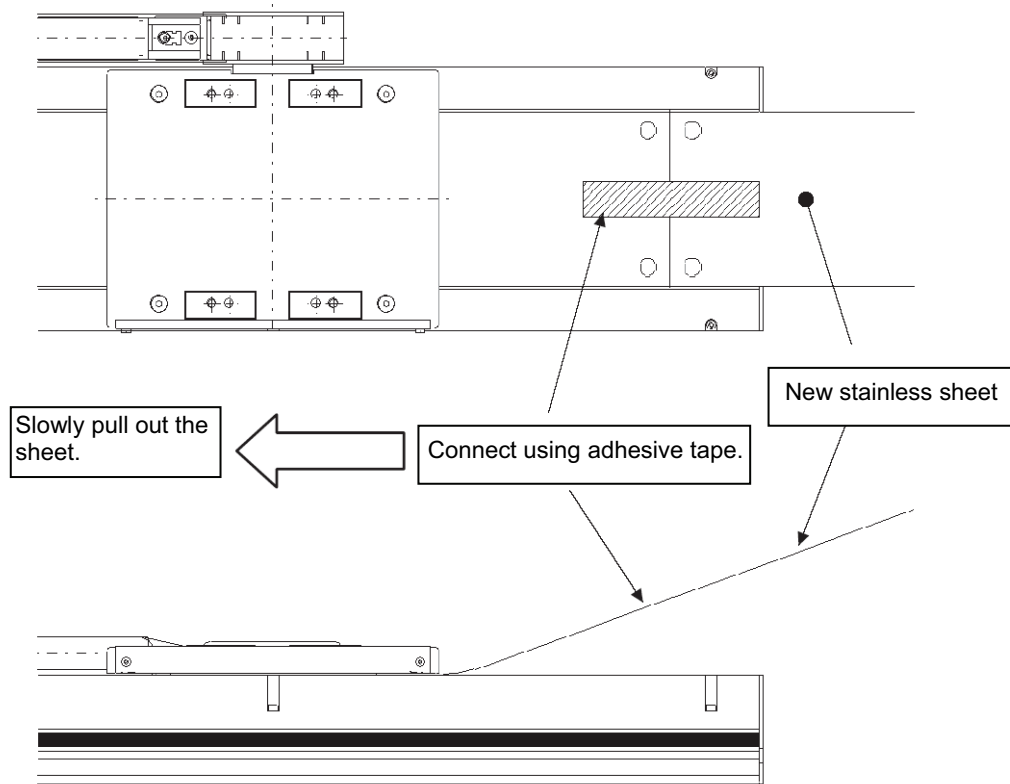 New stainless sheet
Slowly pull out the
sheet.
Connect using adhesive tape.